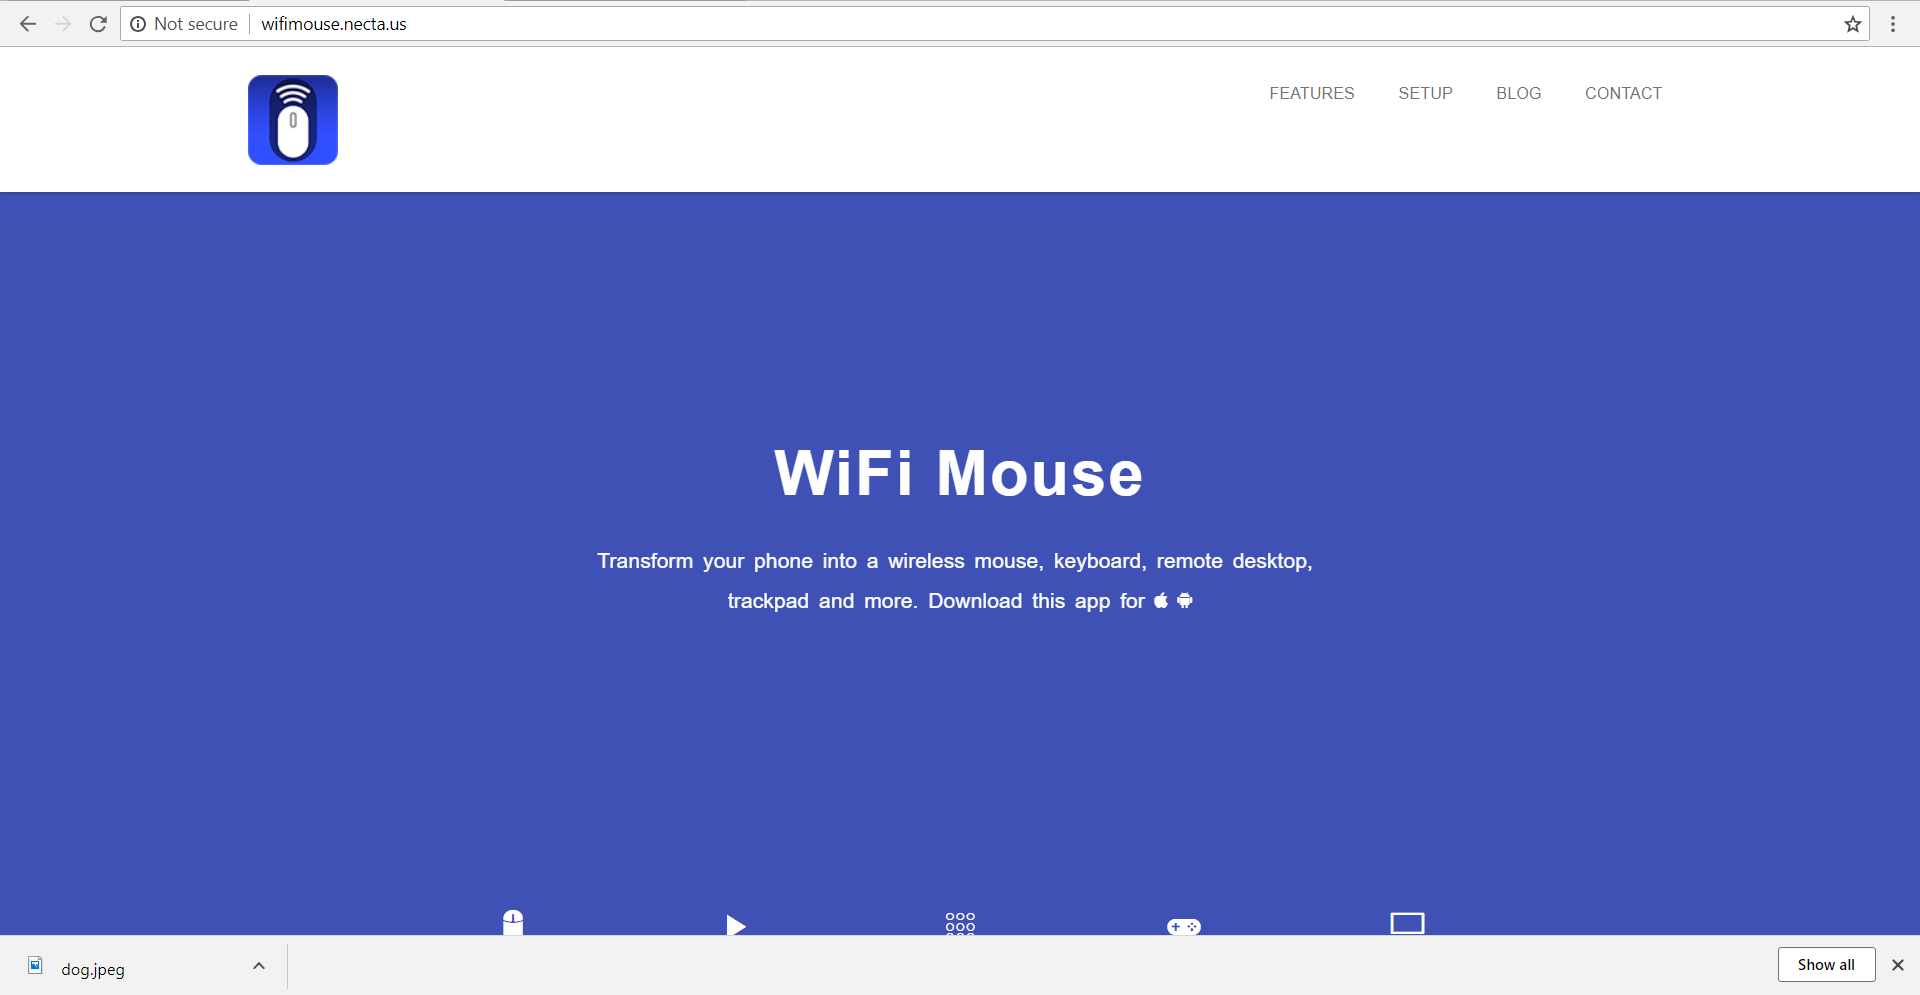 Not secure wifimouse.necta.us
FEATURES SETUP BLOG CONTACT
WiFi Mouse
Transform your phone into a wireless mouse, keyboard, remote desktop,
trackpad and more. Download this app for
dog.jpeg
Show all